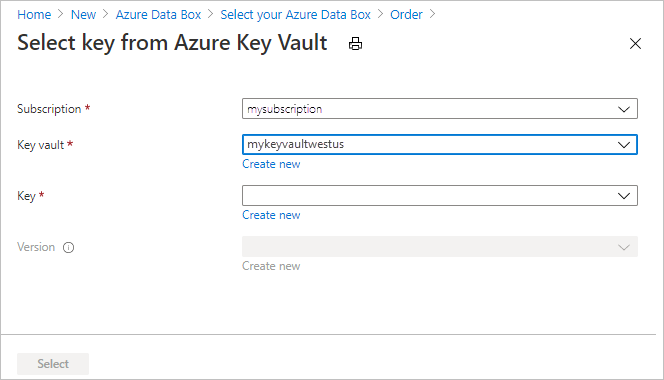 Home > New > Azure Data Box > Select your Azure Data Box > Order >
Select key from Azure Key Vault
Subscription *
mysubscription
Key vault *
mykeyvaultwestus
Create new
Key *
Create new
Version
Create new
Select